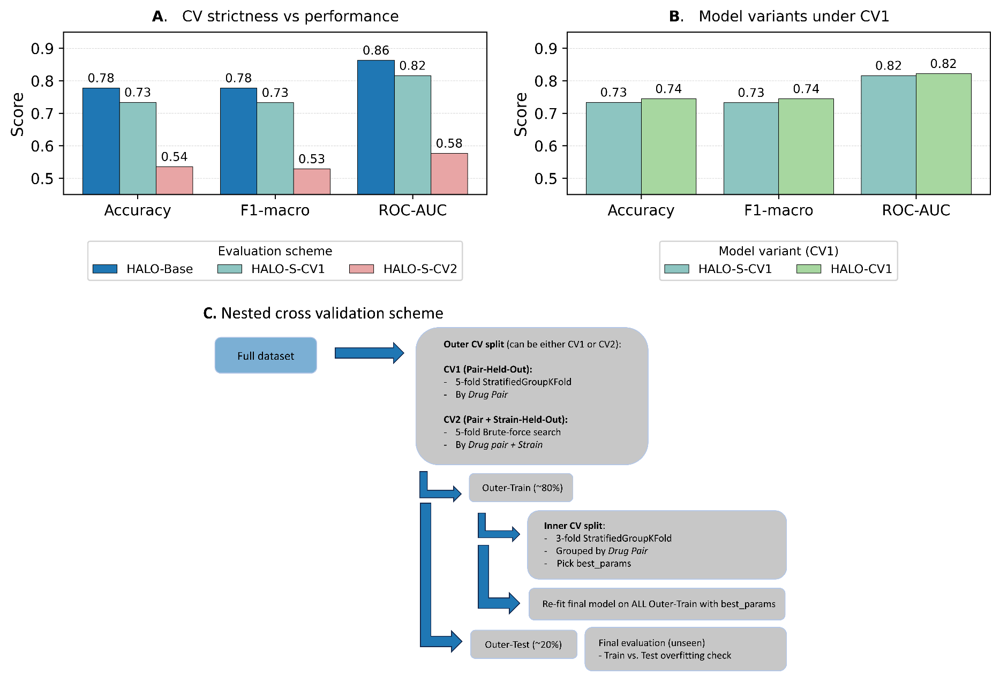 A. CV strictness vs performance
Score
0.9
0.8
0.7
0.6
0.5
0.78
0.73
0.54
0.78
0.73
0.53
0.86
0.82
0.58
Accuracy
F1-macro
ROC-AUC
Evaluation scheme
HALO-Base
HALO-S-CV1
HALO-S-CV2
B. Model variants under CV1
Score
0.9
0.8
0.7
0.6
0.5
0.73
0.74
0.73
0.74
0.82
0.82
Accuracy
F1-macro
ROC-AUC
Model variant (CV1)
HALO-S-CV1
HALO-CV1
C. Nested cross validation scheme
Full dataset
Outer CV split (can be either CV1 or CV2):
CV1 (Pair-Held-Out):
- 5-fold StratifiedGroupKFold
- By Drug Pair
CV2 (Pair + Strain-Held-Out):
- 5-fold Brute-force search
- By Drug pair + Strain
Outer-Train (~80%)
Inner CV split:
- 3-fold StratifiedGroupKFold
- Grouped by Drug Pair
- Pick best_params
Re-fit final model on ALL Outer-Train with best_params
Outer-Test (~20%)
Final evaluation (unseen)
- Train vs. Test overfitting check